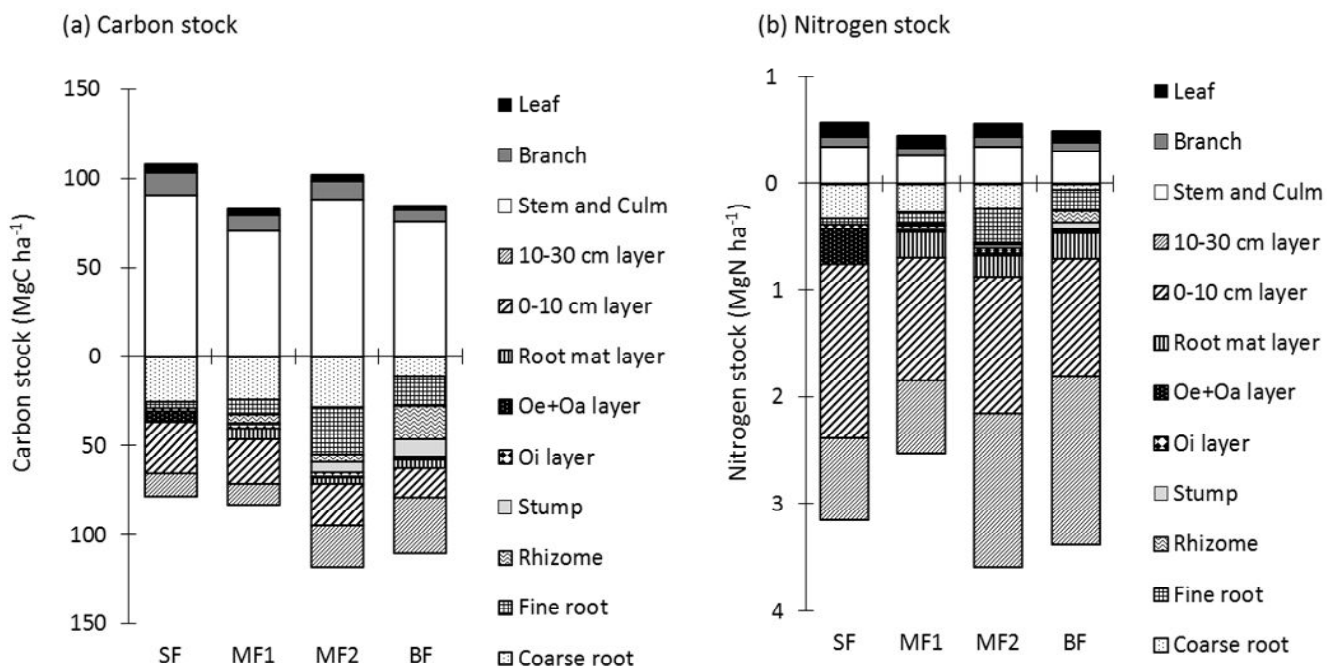 (a) Carbon stock
Carbon stock (MgC ha⁻¹)
150
100
50
0
50
100
150
SF MF1 MF2 BF
Leaf
Branch
Stem and Culm
10-30 cm layer
0-10 cm layer
Root mat layer
Oe+Oa layer
Oi layer
Stump
Rhizome
Fine root
Coarse root
(b) Nitrogen stock
Nitrogen stock (MgN ha⁻¹)
1
0
1
2
3
4
SF MF1 MF2 BF
Leaf
Branch
Stem and Culm
10-30 cm layer
0-10 cm layer
Root mat layer
Oe+Oa layer
Oi layer
Stump
Rhizome
Fine root
Coarse root